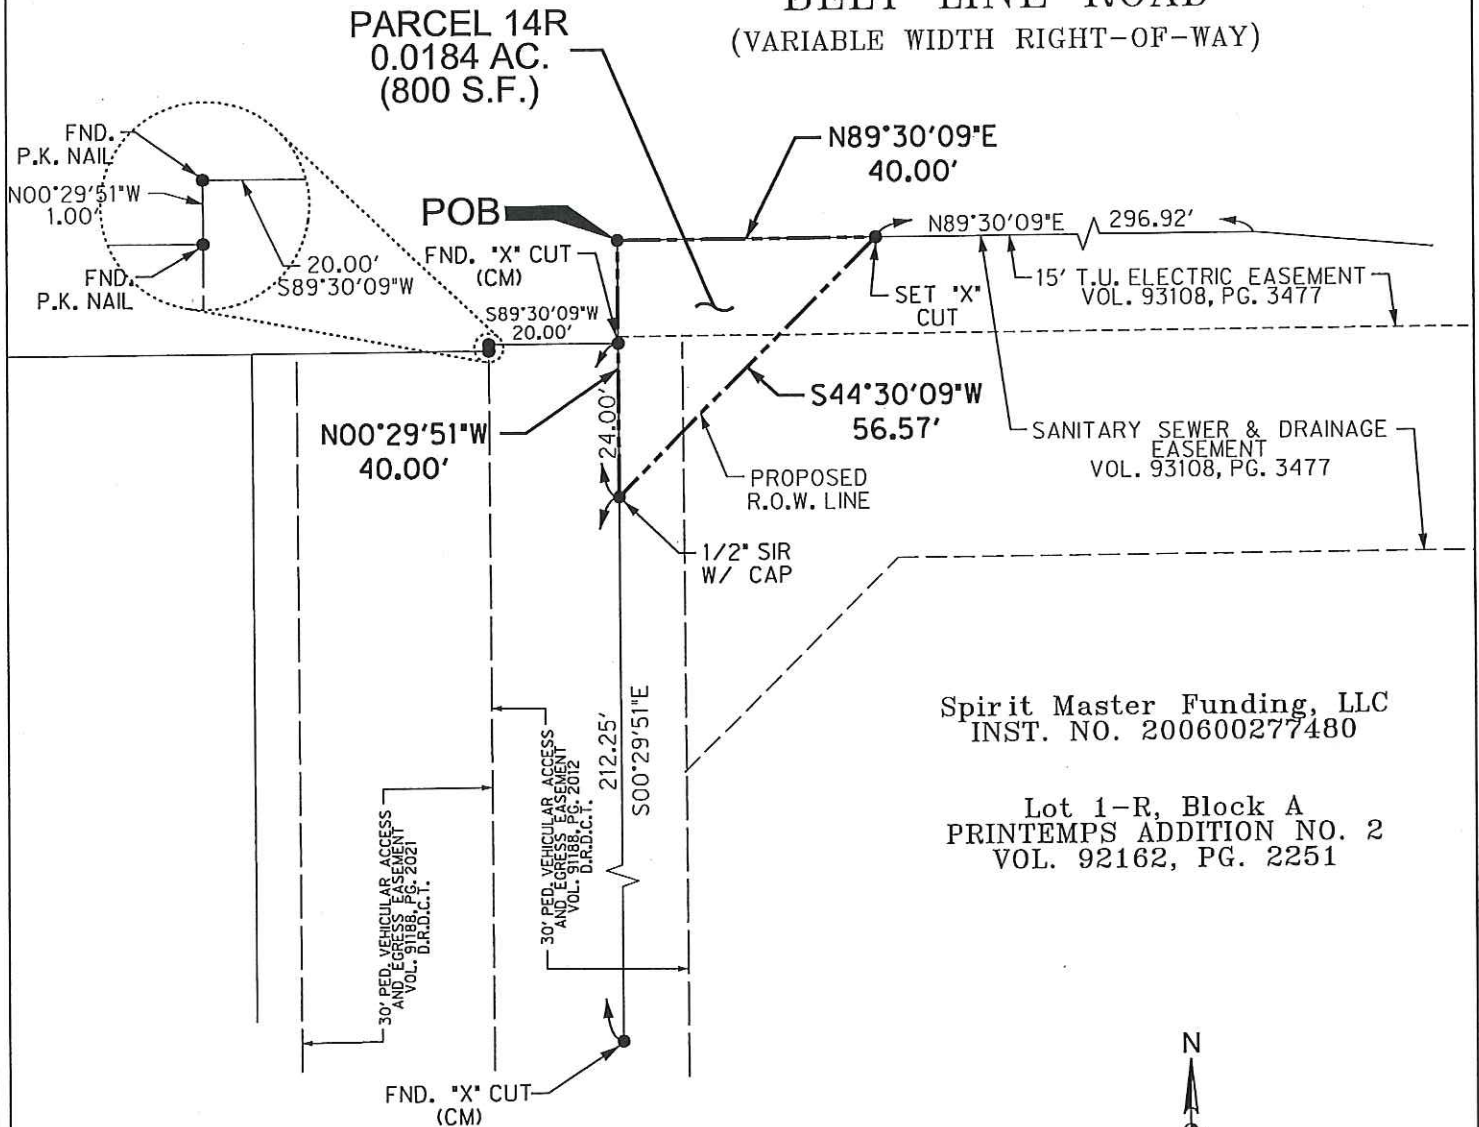 BELT LINE ROAD
(VARIABLE WIDTH RIGHT-OF-WAY)
PARCEL 14R
0.0184 AC.
(800 S.F.)
FND.
P.K. NAIL
N00°29'51"W
1.00'
FND.
P.K. NAIL
20.00'
S89°30'09"W
POB
FND. "X" CUT
(CM)
S89°30'09"W
20.00'
N89°30'09"E
40.00'
N89°30'09"E 296.92'
SET "X"
CUT
15' T.U. ELECTRIC EASEMENT
VOL. 93108, PG. 3477
N00°29'51"W
40.00'
24.00'
S44°30'09"W
56.57'
PROPOSED
R.O.W. LINE
SANITARY SEWER & DRAINAGE
EASEMENT
VOL. 93108, PG. 3477
1/2" SIR
W/ CAP
212.25'
S00°29'51"E
30' PED. VEHICULAR ACCESS
AND EGRESS EASEMENT
VOL. 91188, PG. 2021
D.R.D.C.T.
30' PED. VEHICULAR ACCESS
AND EGRESS EASEMENT
VOL. 91188, PG. 2012
D.R.D.C.T.
Spirit Master Funding, LLC
INST. NO. 200600277480
Lot 1-R, Block A
PRINTEMPS ADDITION NO. 2
VOL. 92162, PG. 2251
FND. "X" CUT
(CM)
N